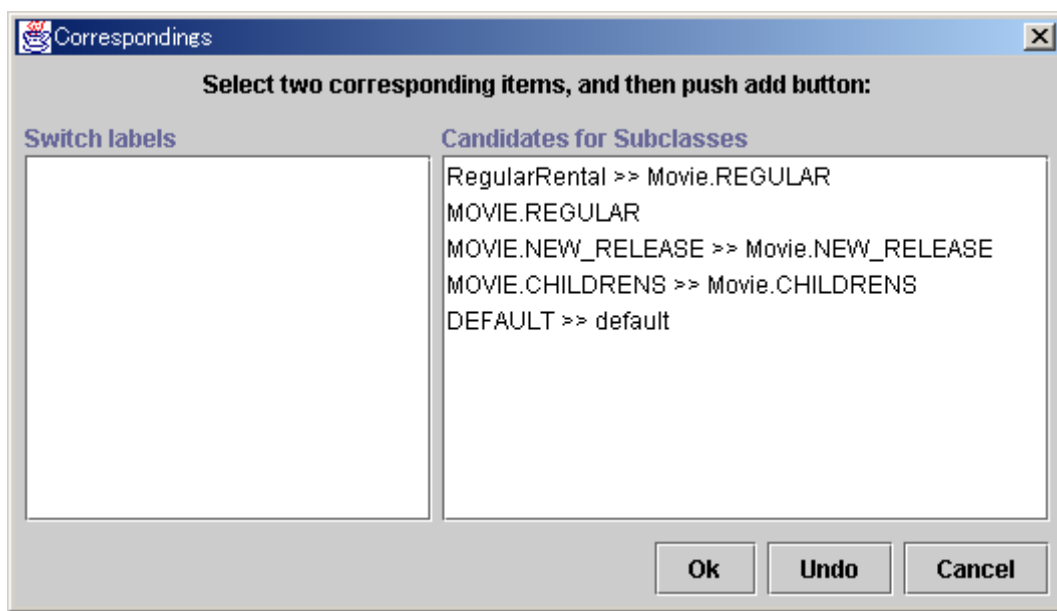 Correspondings
Select two corresponding items, and then push add button:
Switch labels
Candidates for Subclasses
RegularRental >> Movie.REGULAR
MOVIE.REGULAR
MOVIE.NEW_RELEASE >> Movie.NEW_RELEASE
MOVIE.CHILDRENS >> Movie.CHILDRENS
DEFAULT >> default
Ok
Undo
Cancel